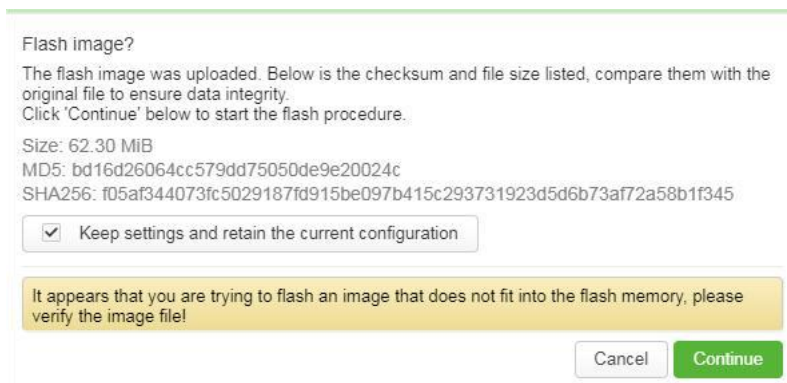 Flash image?
The flash image was uploaded. Below is the checksum and file size listed, compare them with the
original file to ensure data integrity.
Click 'Continue' below to start the flash procedure.
Size: 62.30 MiB
MD5: bd16d26064cc579dd75050de9e20024c
SHA256: f05af344073fc5029187fd915be097b415c293731923d5d6b73af72a58b1f345
Keep settings and retain the current configuration
It appears that you are trying to flash an image that does not fit into the flash memory, please
verify the image file!
Cancel Continue